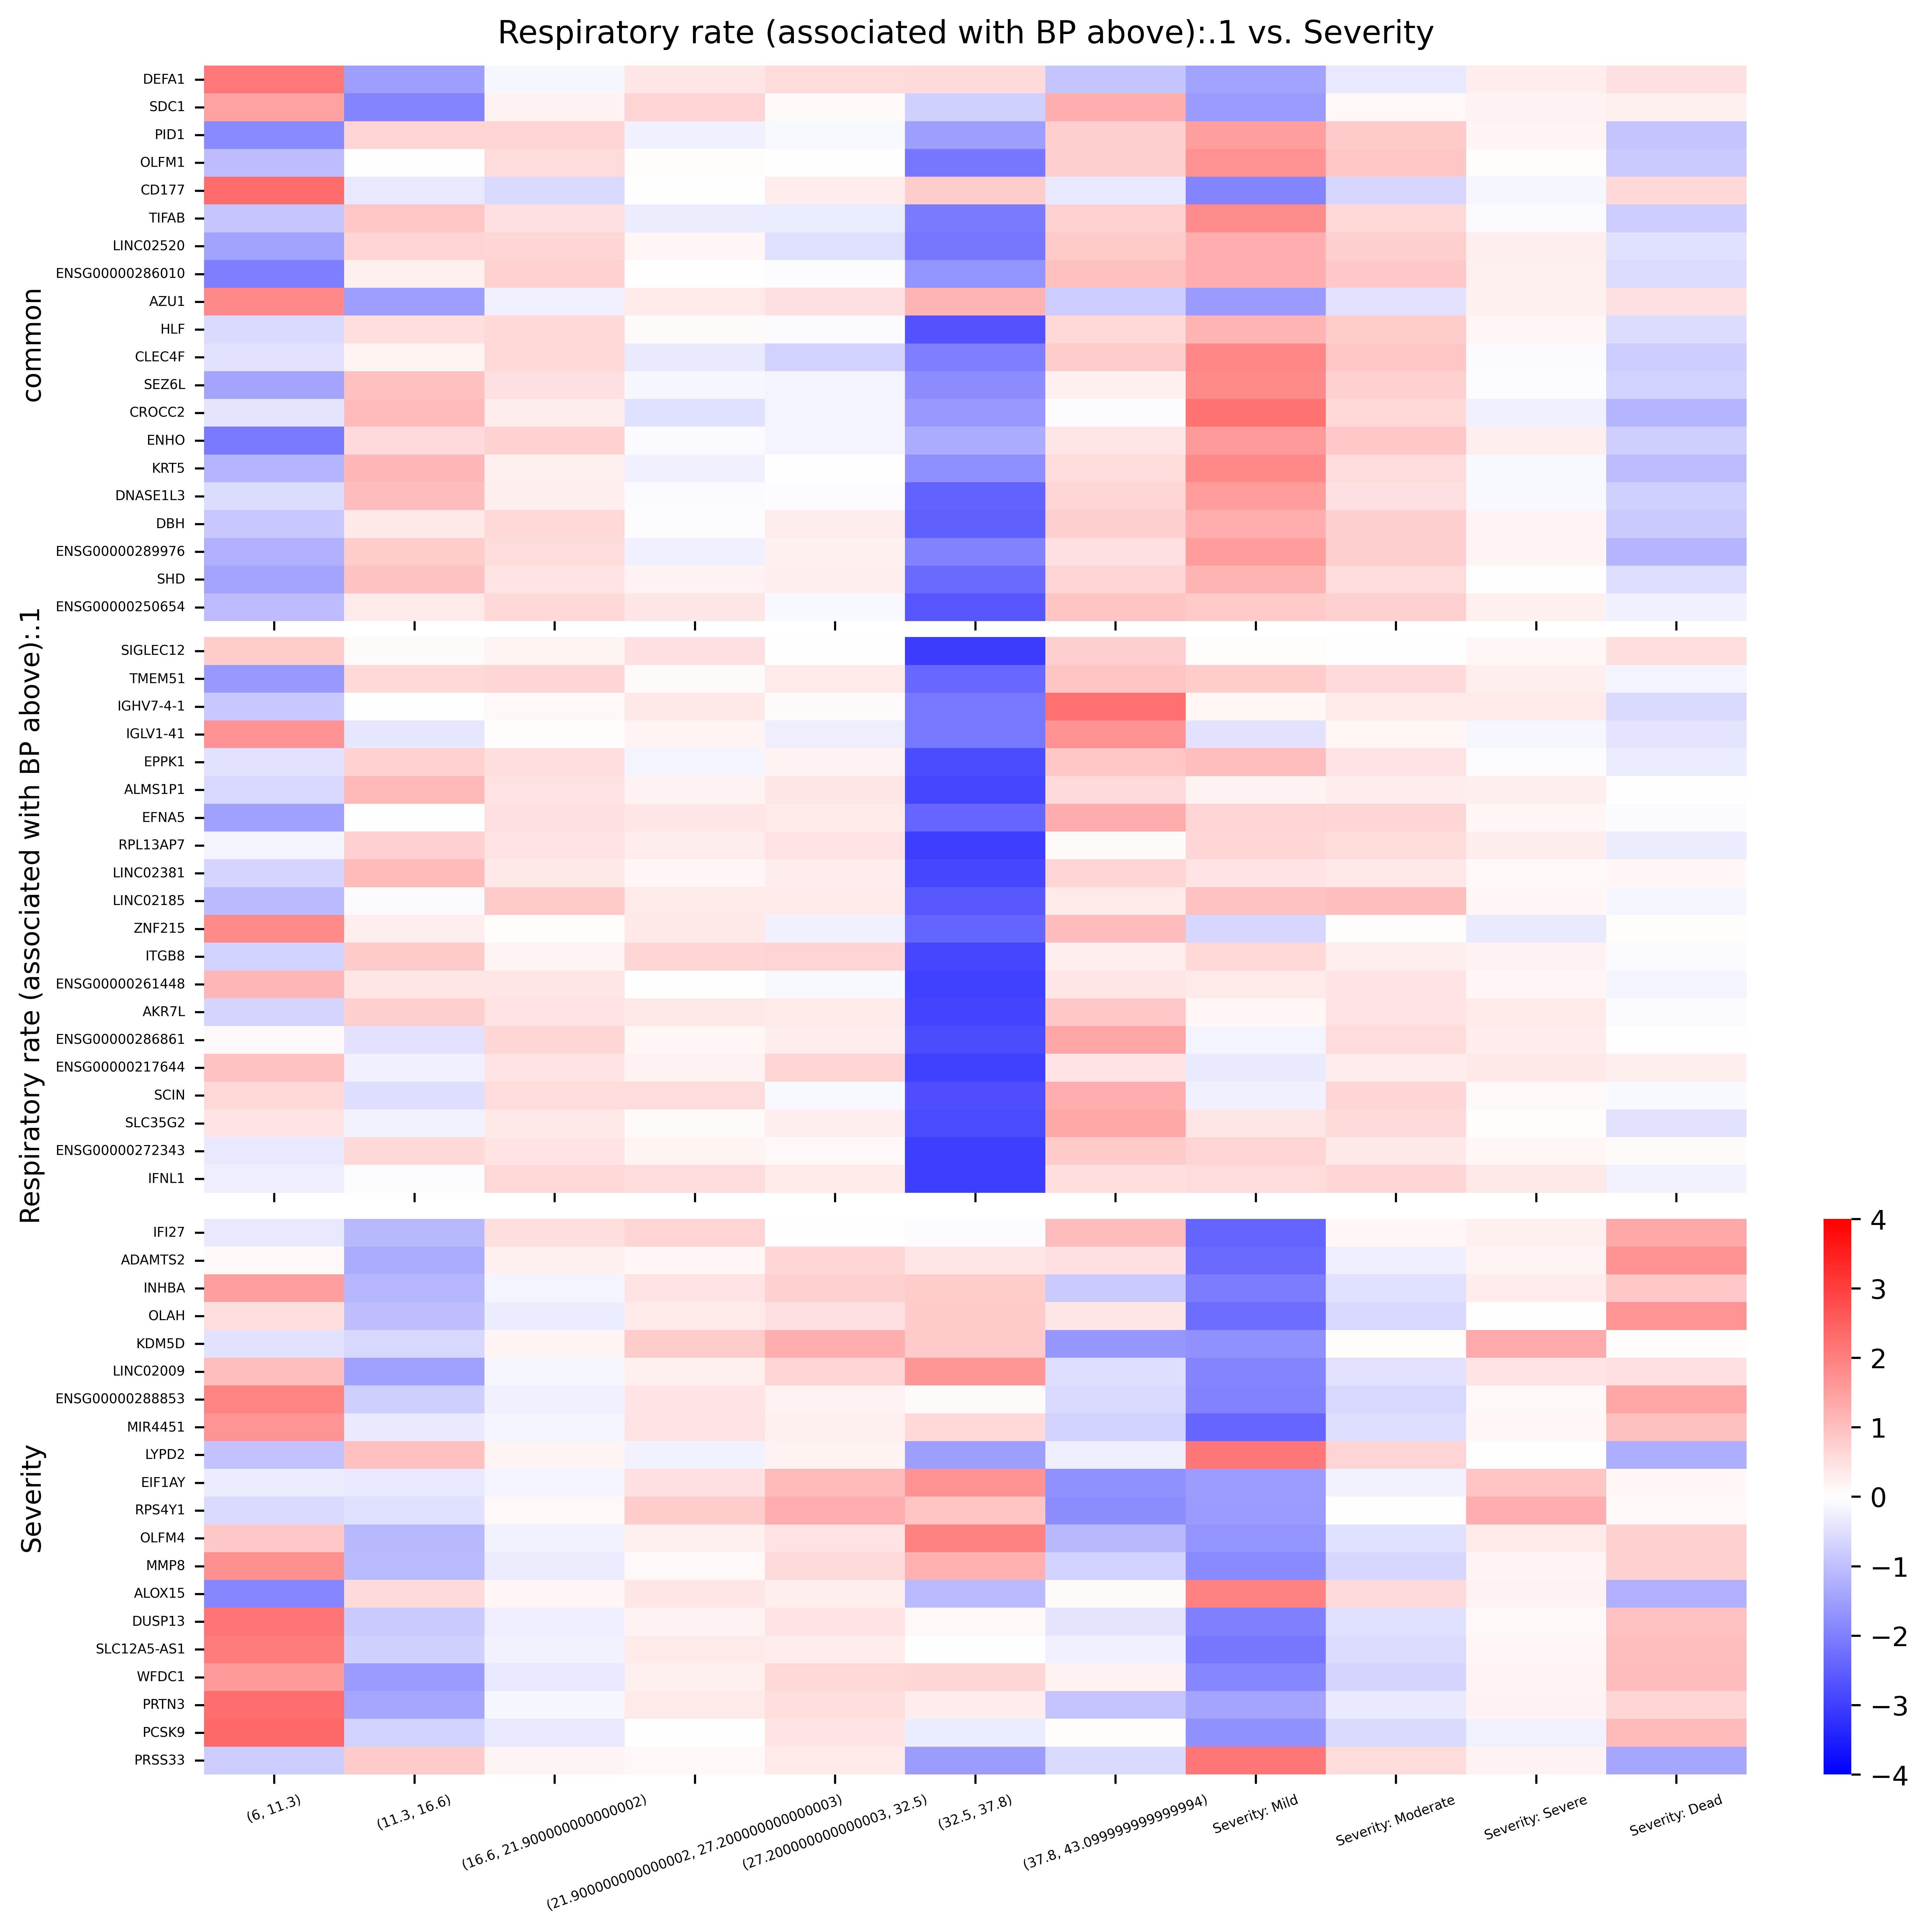 Respiratory rate (associated with BP above):.1 vs. Severity
common
DEFA1
SDC1
PID1
OLFM1
CD177
TIFAB
LINC02520
ENSG00000286010
AZU1
HLF
CLEC4F
SEZ6L
CROCC2
ENHO
KRT5
DNASE1L3
DBH
ENSG00000289976
SHD
ENSG00000250654
Respiratory rate (associated with BP above):.1
SIGLEC12
TMEM51
IGHV7-4-1
IGLV1-41
EPPK1
ALMS1P1
EFNA5
RPL13AP7
LINC02381
LINC02185
ZNF215
ITGB8
ENSG00000261448
AKR7L
ENSG00000286861
ENSG00000217644
SCIN
SLC35G2
ENSG00000272343
IFNL1
Severity
IFI27
ADAMTS2
INHBA
OLAH
KDM5D
LINC02009
ENSG00000288853
MIR4451
LYPD2
EIF1AY
RPS4Y1
OLFM4
MMP8
ALOX15
DUSP13
SLC12A5-AS1
WFDC1
PRTN3
PCSK9
PRSS33
(6, 11.3)
(11.3, 16.6)
(16.6, 21.900000000000002)
(21.900000000000002, 27.200000000000003)
(27.200000000000003, 32.5)
(32.5, 37.8)
(37.8, 43.099999999999994)
Severity: Mild
Severity: Moderate
Severity: Severe
Severity: Dead
4
3
2
1
0
−1
−2
−3
−4